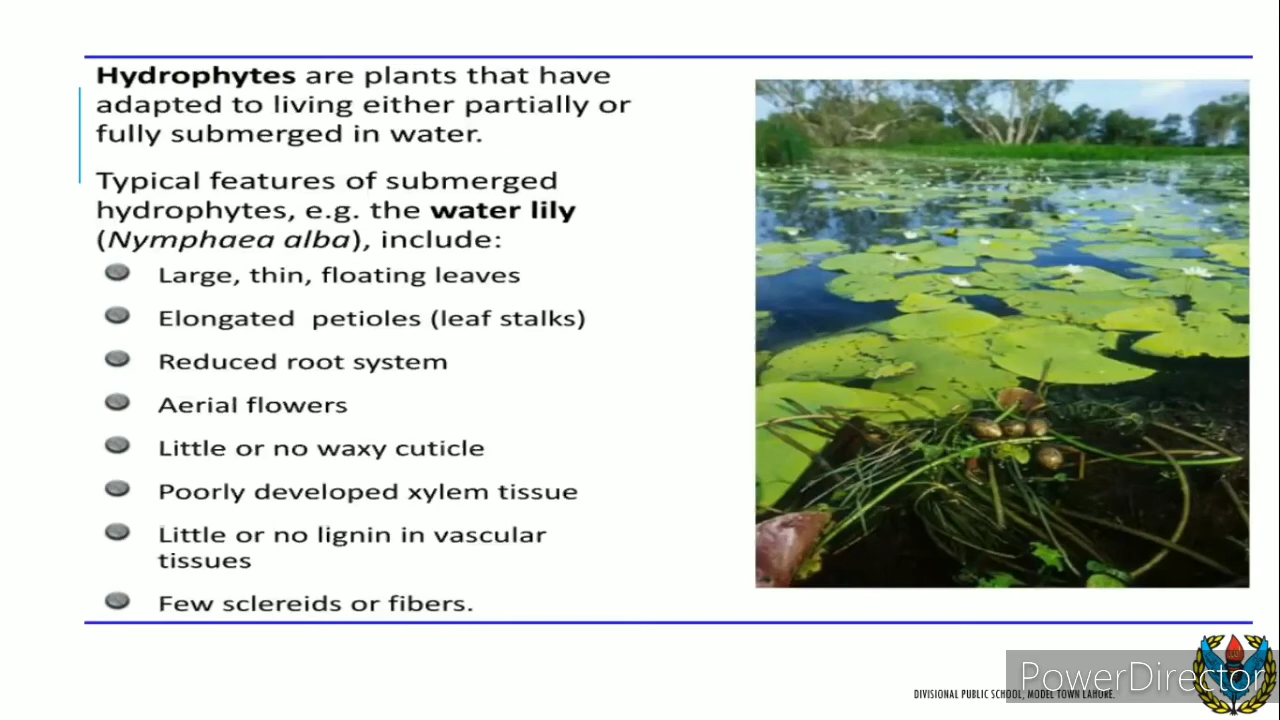 Hydrophytes are plants that have
adapted to living either partially or
fully submerged in water.
Typical features of submerged
hydrophytes, e.g. the water lily
(Nymphaea alba), include:
Large, thin, floating leaves
Elongated petioles (leaf stalks)
Reduced root system
Aerial flowers
Little or no waxy cuticle
Poorly developed xylem tissue
Little or no lignin in vascular
tissues
Few sclereids or fibers.
PowerDirector
DIVISIONAL PUBLIC SCHOOL, MODEL TOWN LAHORE.